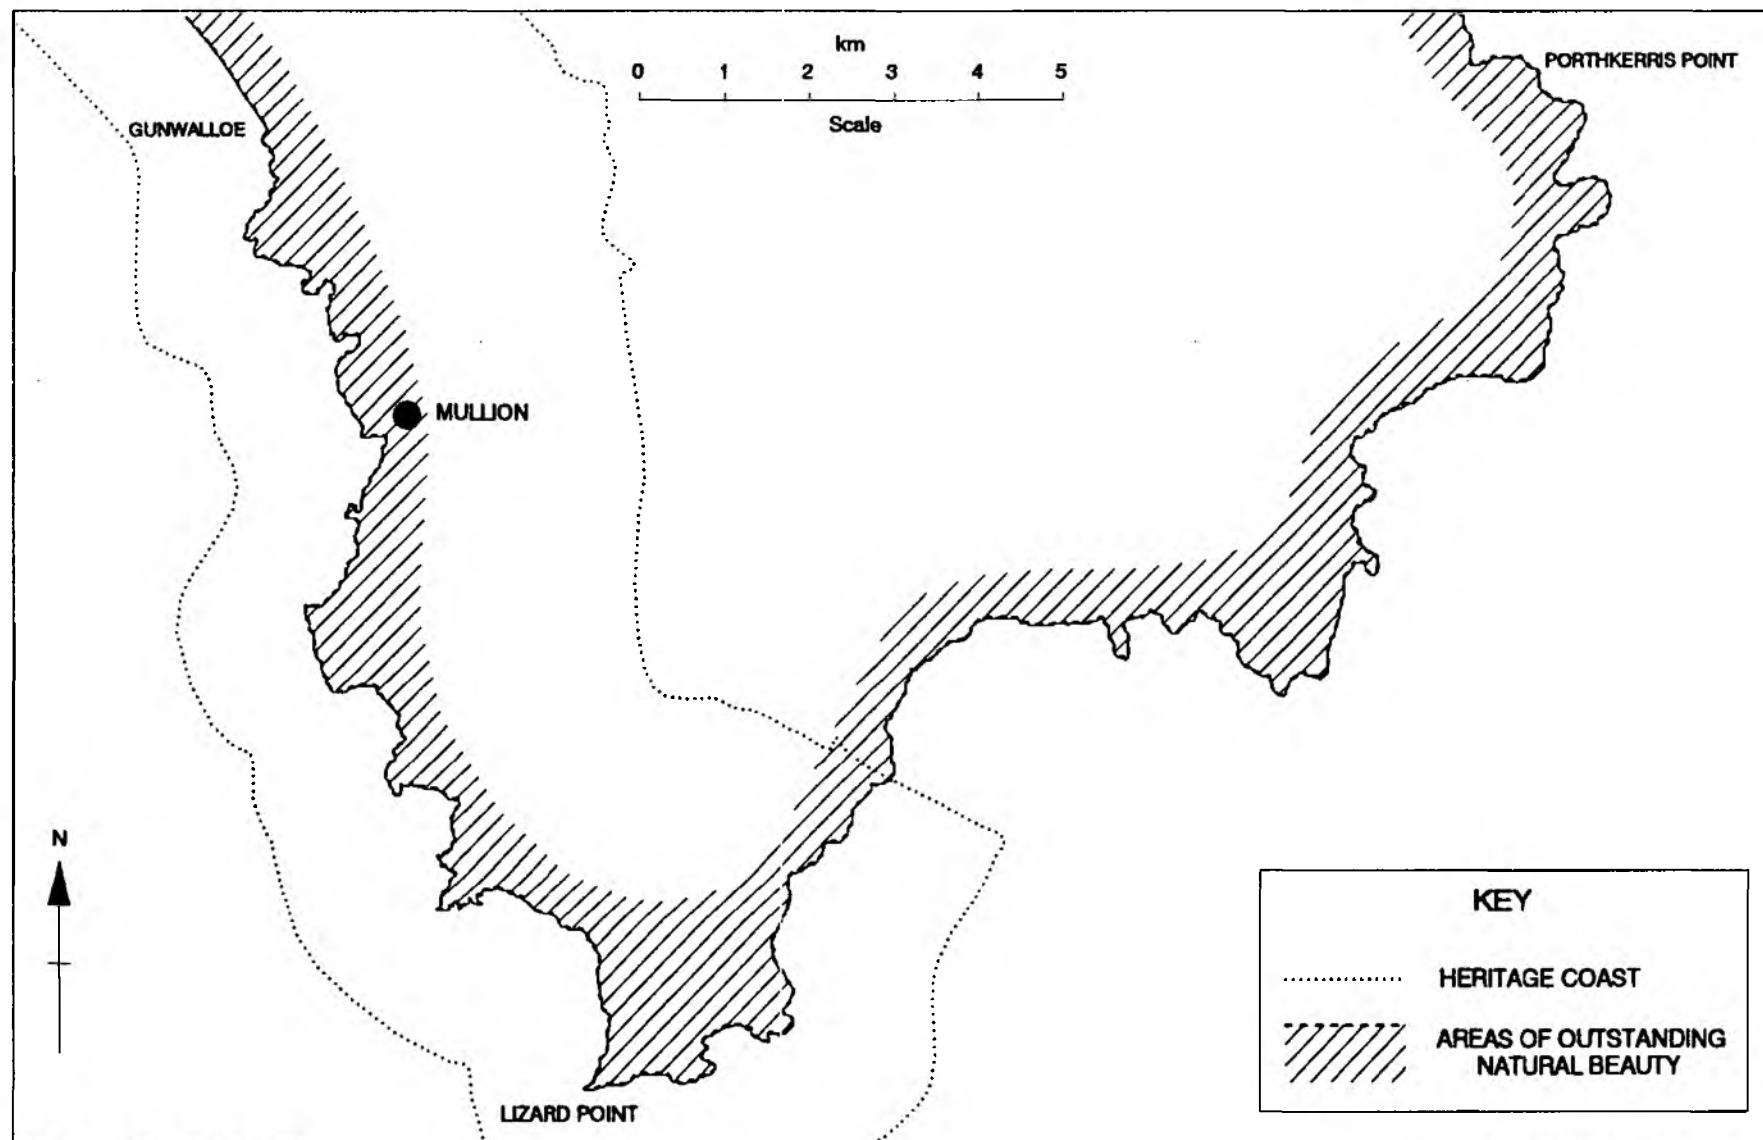 km
0 1 2 3 4 5
Scale
PORTHKERRIS POINT
GUNWALLOE
MULLION
N
LIZARD POINT
KEY
HERITAGE COAST
AREAS OF OUTSTANDING
NATURAL BEAUTY